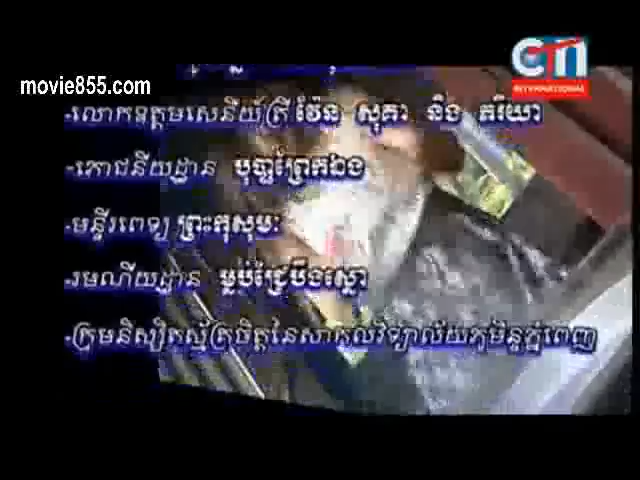 CTN
INTERNATIONAL
movie855.com
-លោកឧត្តមសេនីយ៍ត្រី វ៉ែន សុគា និង ភរិយា
-ភោជនីយដ្ឋាន បុប្ផាព្រែកឯង
-មន្ទីរពេទ្យ ព្រះកុសុមៈ
-រមណីយដ្ឋាន ម្លប់ជ្រៃបឹងស្នោ
-ក្រុមនិស្សិតស្ម័គ្រចិត្តនៃសាកលវិទ្យាល័យភូមិន្ទភ្នំពេញ